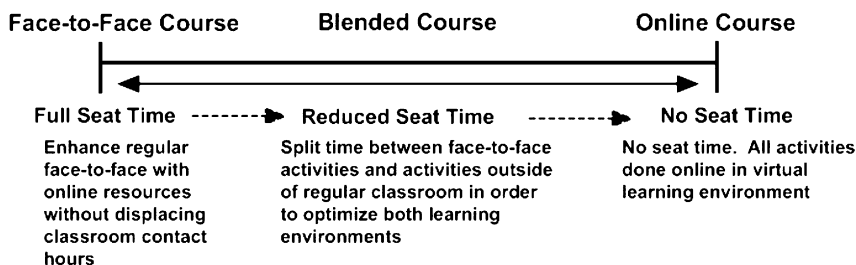 Face-to-Face Course Blended Course Online Course
Full Seat Time Reduced Seat Time No Seat Time
Enhance regular
face-to-face with
online resources
without displacing
classroom contact
hours
Split time between face-to-face
activities and activities outside
of regular classroom in order
to optimize both learning
environments
No seat time. All activities
done online in virtual
learning environment